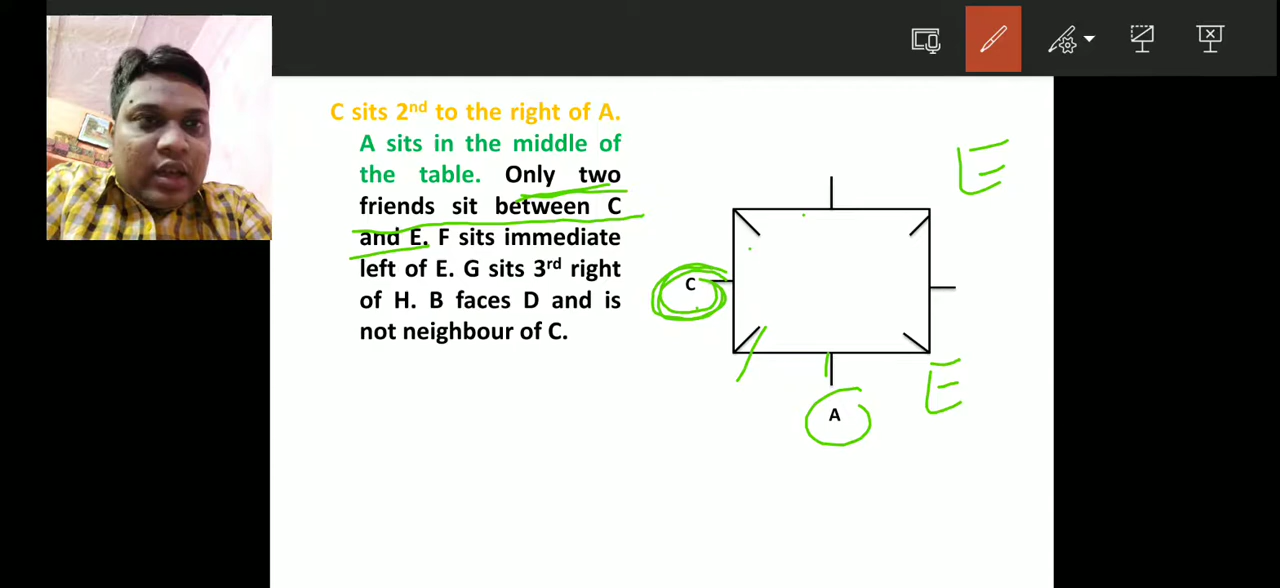 C sits 2nd to the right of A.
A sits in the middle of
the table. Only two
friends sit between C
and E. F sits immediate
left of E. G sits 3rd right
of H. B faces D and is
not neighbour of C.
E
C
E
A